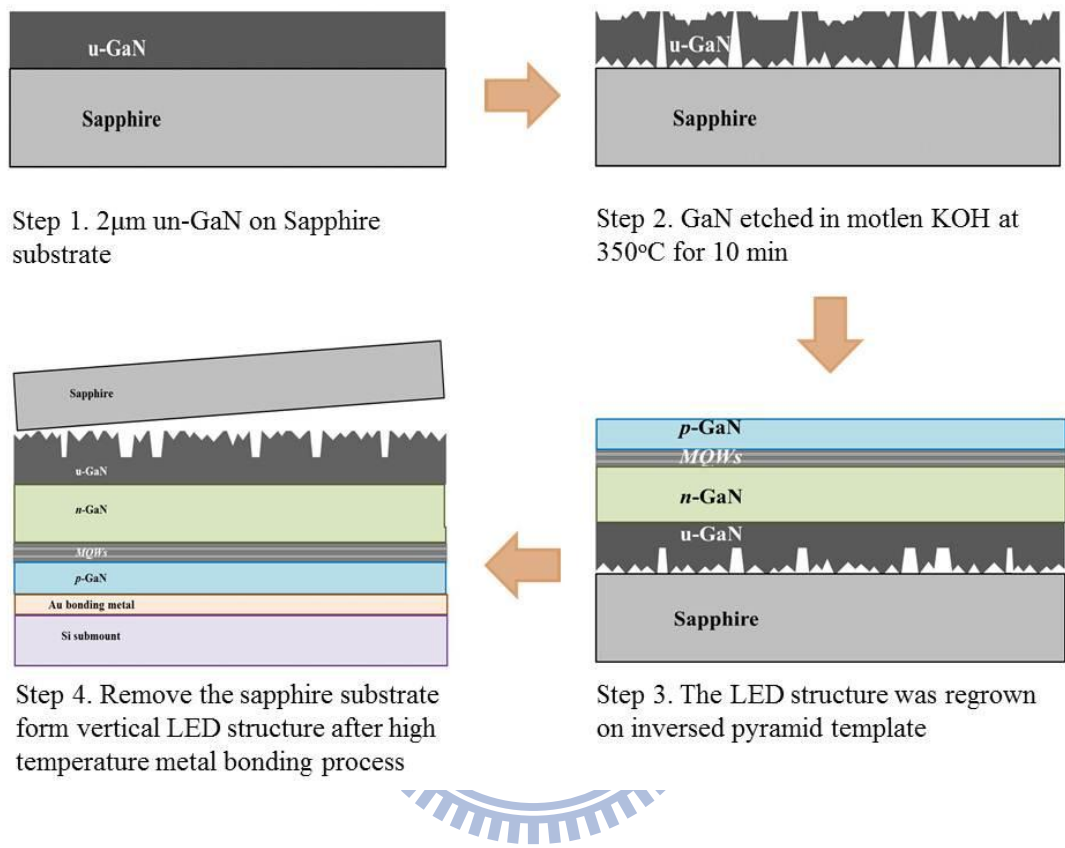 u-GaN
Sapphire
Step 1. 2μm un-GaN on Sapphire
substrate
u-GaN
Sapphire
Step 2. GaN etched in motlen KOH at
350°C for 10 min
p-GaN
MQWs
n-GaN
u-GaN
Sapphire
Step 3. The LED structure was regrown
on inversed pyramid template
Sapphire
u-GaN
n-GaN
MQWs
p-GaN
Au bonding metal
Si submount
Step 4. Remove the sapphire substrate
form vertical LED structure after high
temperature metal bonding process